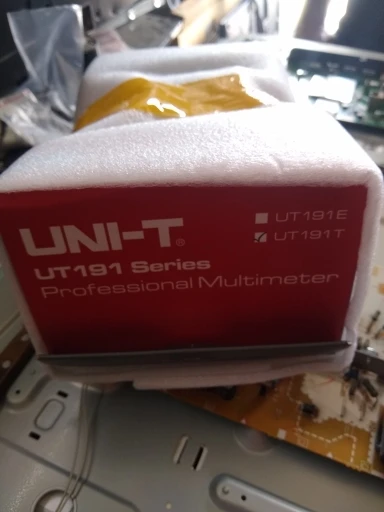 UNI-T®
UT191 Series
Professional Multimeter
UT191E
UT191T